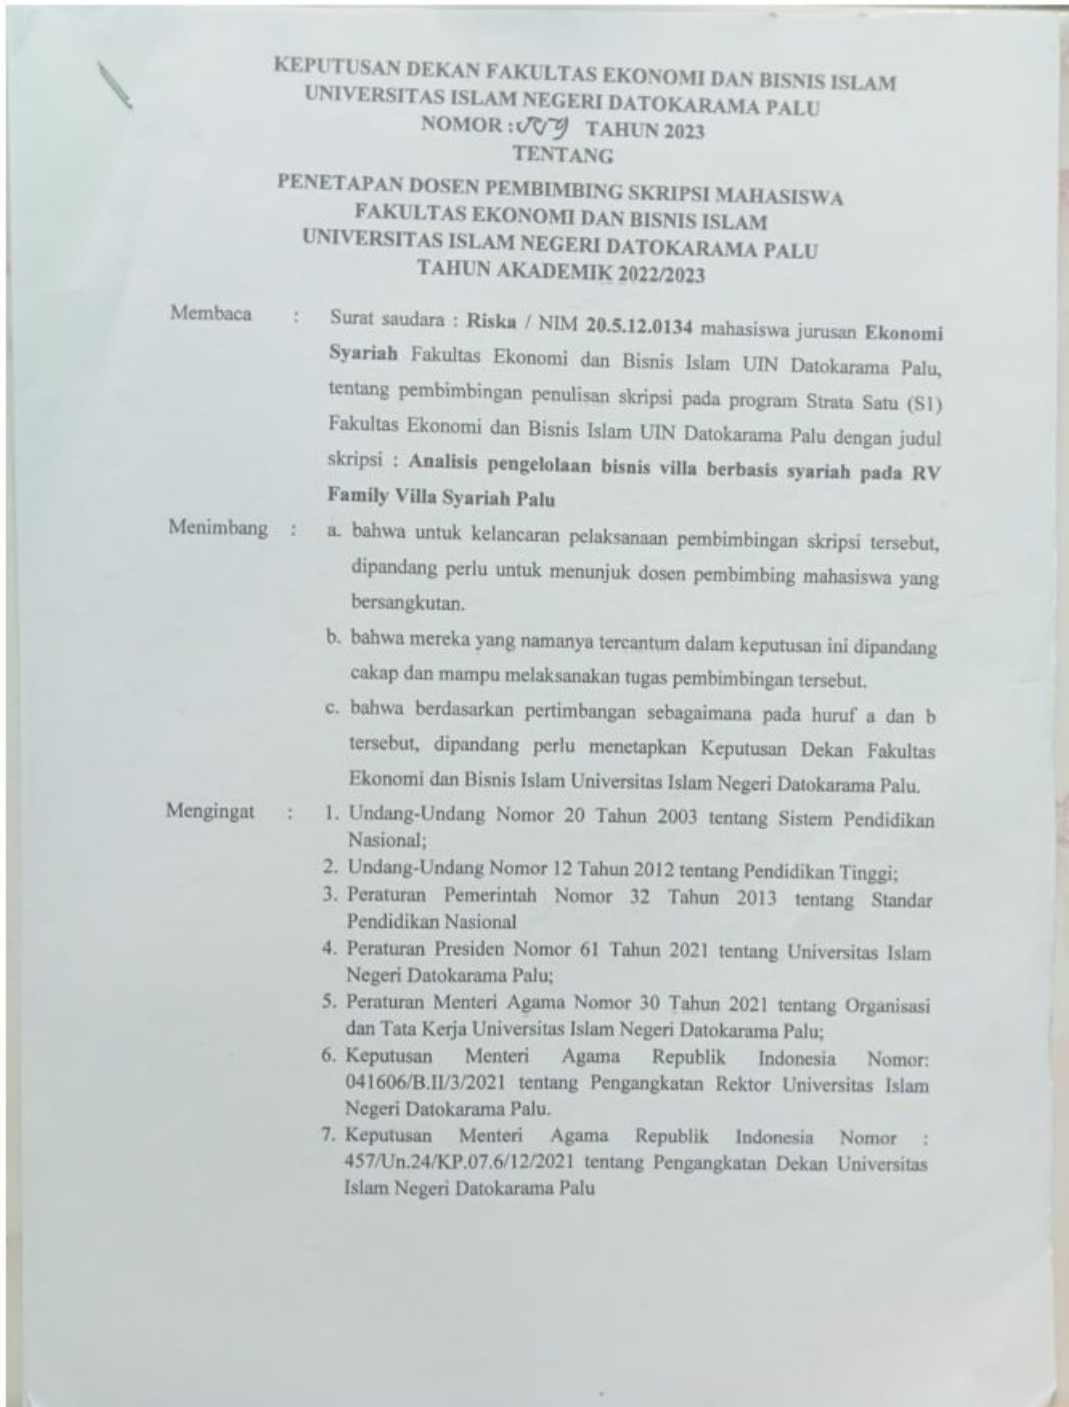 KEPUTUSAN DEKAN FAKULTAS EKONOMI DAN BISNIS ISLAM
UNIVERSITAS ISLAM NEGERI DATOKARAMA PALU
NOMOR : TAHUN 2023
TENTANG
PENETAPAN DOSEN PEMBIMBING SKRIPSI MAHASISWA
FAKULTAS EKONOMI DAN BISNIS ISLAM
UNIVERSITAS ISLAM NEGERI DATOKARAMA PALU
TAHUN AKADEMIK 2022/2023
Membaca : Surat saudara : Riska / NIM 20.5.12.0134 mahasiswa jurusan Ekonomi
Syariah Fakultas Ekonomi dan Bisnis Islam UIN Datokarama Palu,
tentang pembimbingan penulisan skripsi pada program Strata Satu (S1)
Fakultas Ekonomi dan Bisnis Islam UIN Datokarama Palu dengan judul
skripsi : Analisis pengelolaan bisnis villa berbasis syariah pada RV
Family Villa Syariah Palu
Menimbang : a. bahwa untuk kelancaran pelaksanaan pembimbingan skripsi tersebut,
dipandang perlu untuk menunjuk dosen pembimbing mahasiswa yang
bersangkutan.
b. bahwa mereka yang namanya tercantum dalam keputusan ini dipandang
cakap dan mampu melaksanakan tugas pembimbingan tersebut.
c. bahwa berdasarkan pertimbangan sebagaimana pada huruf a dan b
tersebut, dipandang perlu menetapkan Keputusan Dekan Fakultas
Ekonomi dan Bisnis Islam Universitas Islam Negeri Datokarama Palu.
Mengingat : 1. Undang-Undang Nomor 20 Tahun 2003 tentang Sistem Pendidikan
Nasional;
2. Undang-Undang Nomor 12 Tahun 2012 tentang Pendidikan Tinggi;
3. Peraturan Pemerintah Nomor 32 Tahun 2013 tentang Standar
Pendidikan Nasional
4. Peraturan Presiden Nomor 61 Tahun 2021 tentang Universitas Islam
Negeri Datokarama Palu;
5. Peraturan Menteri Agama Nomor 30 Tahun 2021 tentang Organisasi
dan Tata Kerja Universitas Islam Negeri Datokarama Palu;
6. Keputusan Menteri Agama Republik Indonesia Nomor:
041606/B.II/3/2021 tentang Pengangkatan Rektor Universitas Islam
Negeri Datokarama Palu.
7. Keputusan Menteri Agama Republik Indonesia Nomor :
457/Un.24/KP.07.6/12/2021 tentang Pengangkatan Dekan Universitas
Islam Negeri Datokarama Palu